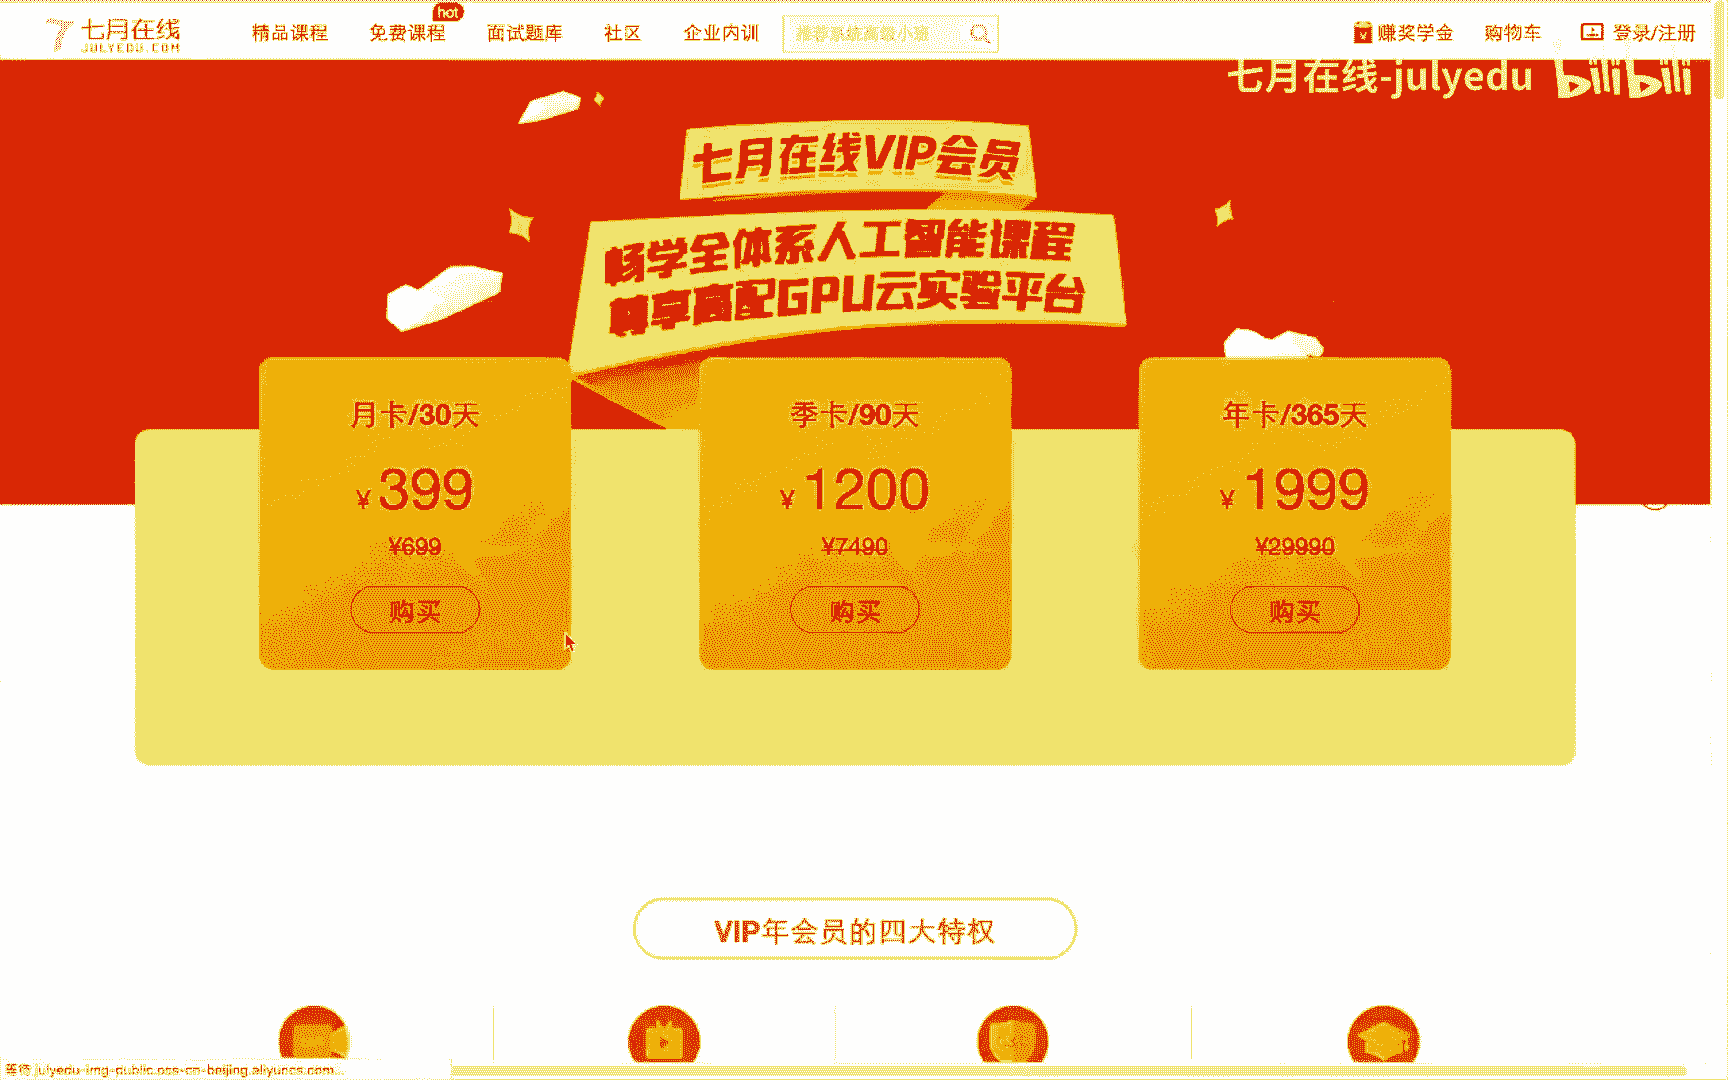 七月在线
JULYEDU.COM
精品课程
免费课程
hot
面试题库
社区
企业内训
赚奖学金
购物车
登录/注册
七月在线-julyedu
bilibili
七月在线VIP会员
畅学全体系人工智能课程
尊享高配GPU云实验平台
月卡/30天
¥399
¥699
购买
季卡/90天
¥1200
¥7490
购买
年卡/365天
¥1999
¥29990
购买
VIP年会员的四大特权
等待 julyedu-img-public.oss-cn-beijing.aliyuncs.com...